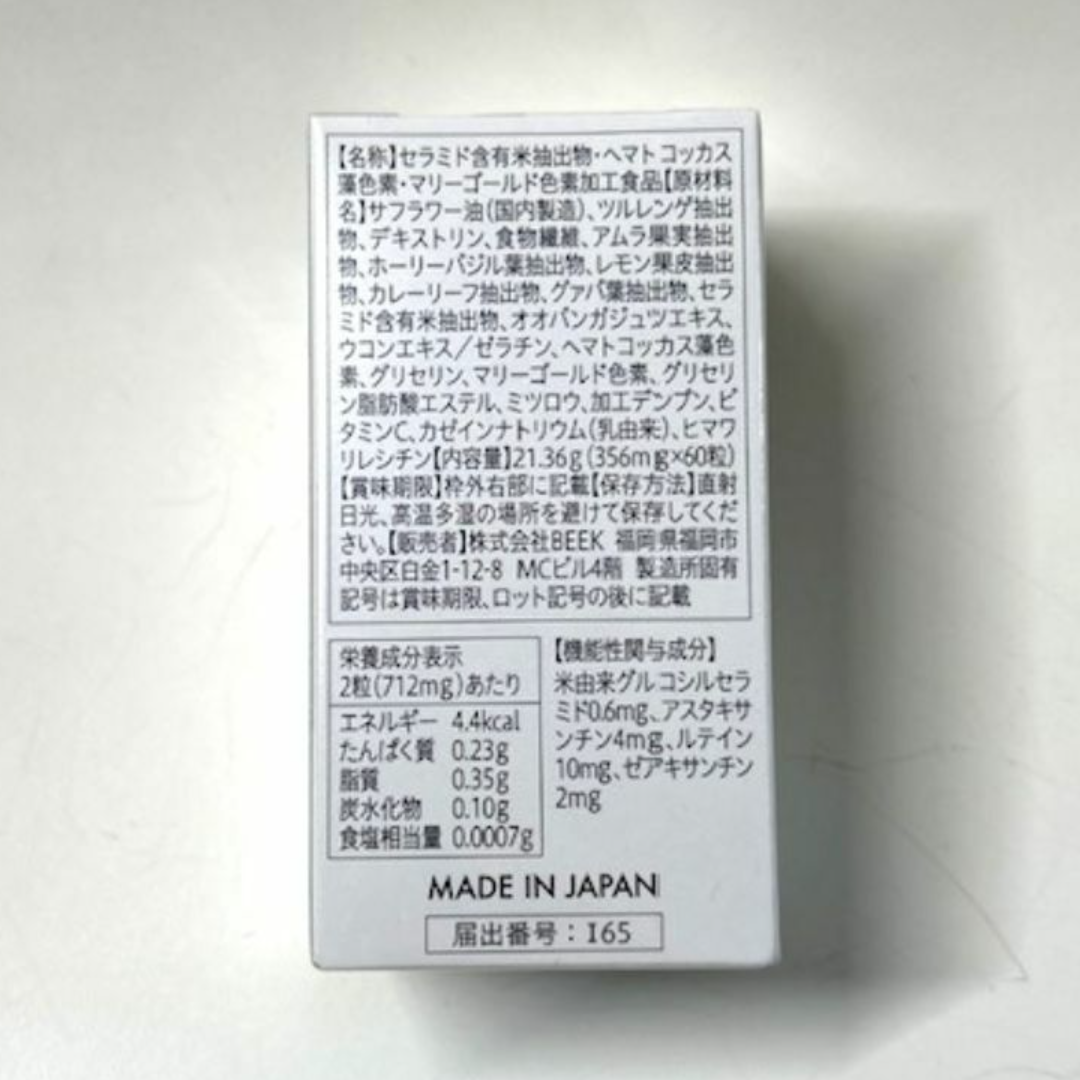 【名称】セラミド含有米抽出物・ヘマトコッカス
藻色素・マリーゴールド色素加工食品【原材料
名】サフラワー油(国内製造)、ツルレンゲ抽出
物、デキストリン、食物繊維、アムラ果実抽出
物、ホーリーバジル葉抽出物、レモン果皮抽出
物、カレーリーフ抽出物、グァバ葉抽出物、セラ
ミド含有米抽出物、オオバンガジュツエキス、
ウコンエキス/ゼラチン、ヘマトコッカス藻色
素、グリセリン、マリーゴールド色素、グリセリ
ン脂肪酸エステル、ミツロウ、加工デンプン、ビ
タミンC、カゼインナトリウム(乳由来)、ヒマワ
リレシチン【内容量】21.36g(356mg×60粒)
【賞味期限】枠外右部に記載【保存方法】直射
日光、高温多湿の場所を避けて保存してくだ
さい。【販売者】株式会社BEEK 福岡県福岡市
中央区白金1-12-8 MCビル4階 製造所固有
記号は賞味期限、ロット記号の後に記載
栄養成分表示
2粒(712mg)あたり
エネルギー 4.4kcal
たんぱく質 0.23g
脂質 0.35g
炭水化物 0.10g
食塩相当量 0.0007g
【機能性関与成分】
米由来グルコシルセラ
ミド0.6mg、アスタキサ
ンチン4mg、ルテイン
10mg、ゼアキサンチン
2mg
MADE IN JAPAN
届出番号:I65